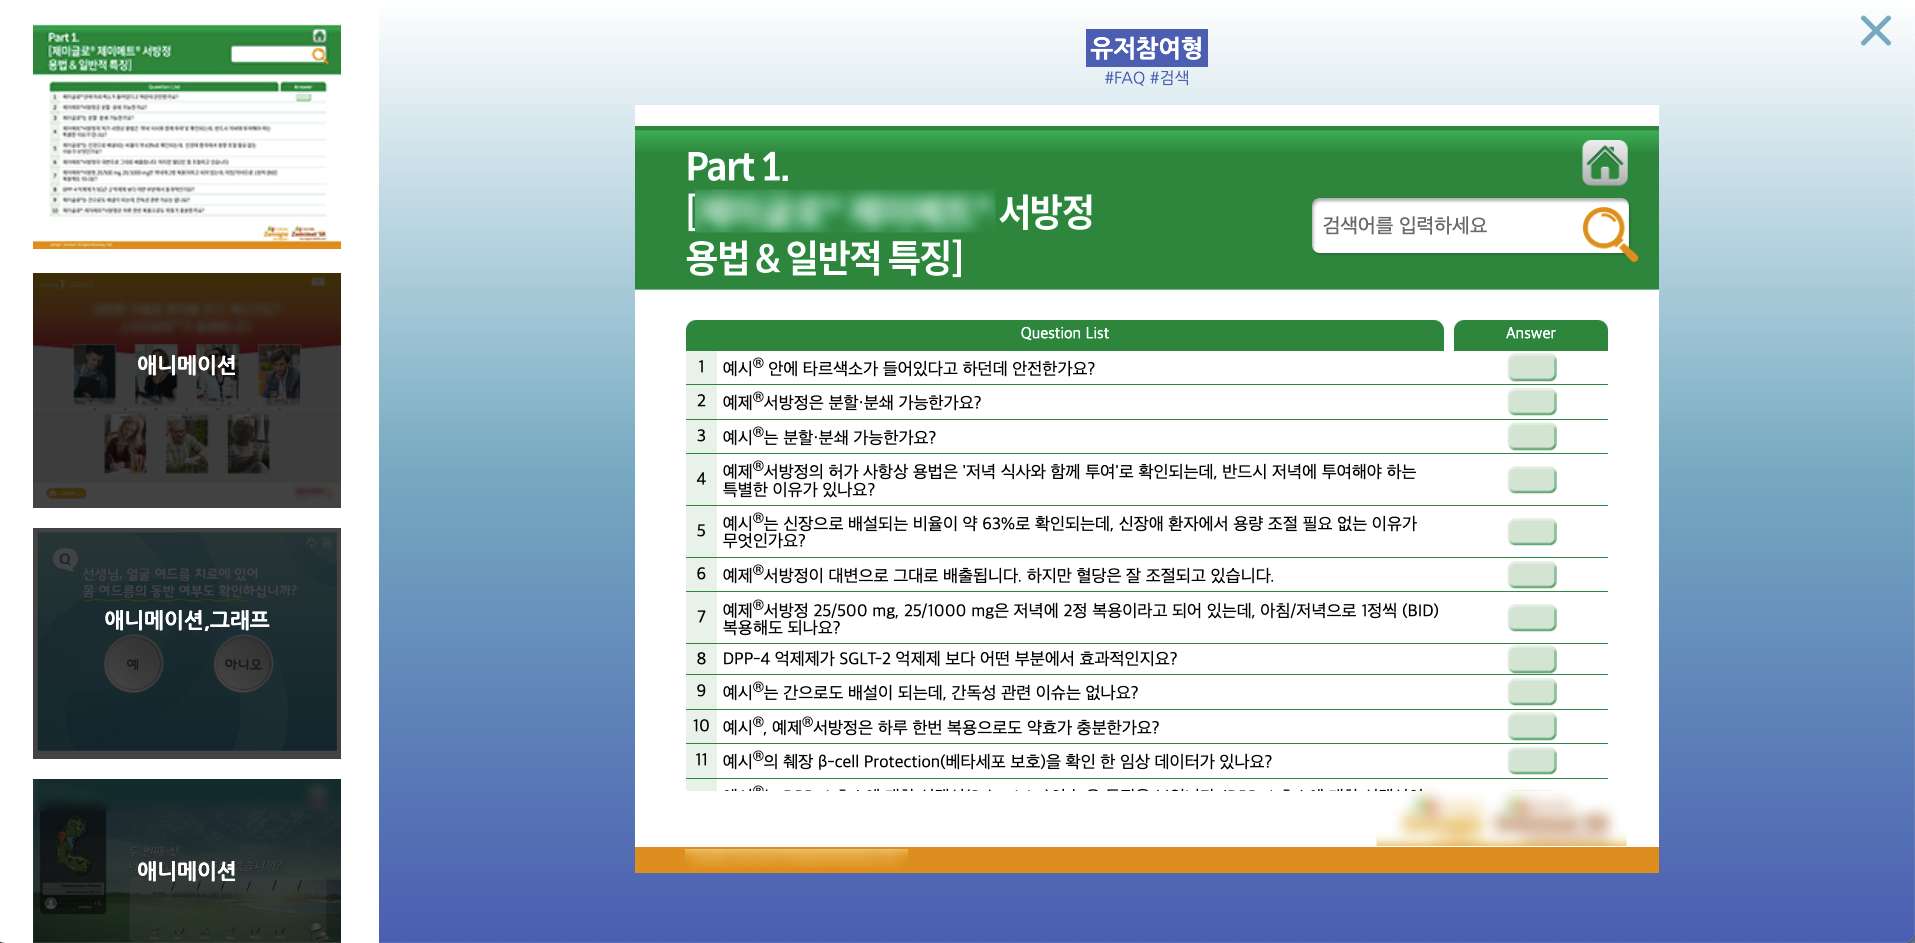 Part 1.
[제미글로® 제미메트® 서방정
용법 & 일반적 특징]
Question List
Answer
애니메이션
Q
선생님, 얼굴 여드름 치료에 있어
몸 여드름의 동반 여부도 확인하십니까?
애니메이션,그래프
예
아니오
두 번째 샷
애니메이션
유저참여형
#FAQ #검색
Part 1.
[ 서방정
용법 & 일반적 특징]
검색어를 입력하세요
Question List
Answer
1 예시® 안에 타르색소가 들어있다고 하던데 안전한가요?
2 예제®서방정은 분할·분쇄 가능한가요?
3 예시®는 분할·분쇄 가능한가요?
4 예제®서방정의 허가 사항상 용법은 '저녁 식사와 함께 투여'로 확인되는데, 반드시 저녁에 투여해야 하는
특별한 이유가 있나요?
5 예시®는 신장으로 배설되는 비율이 약 63%로 확인되는데, 신장애 환자에서 용량 조절 필요 없는 이유가
무엇인가요?
6 예제®서방정이 대변으로 그대로 배출됩니다. 하지만 혈당은 잘 조절되고 있습니다.
7 예제®서방정 25/500 mg, 25/1000 mg은 저녁에 2정 복용이라고 되어 있는데, 아침/저녁으로 1정씩 (BID)
복용해도 되나요?
8 DPP-4 억제제가 SGLT-2 억제제 보다 어떤 부분에서 효과적인지요?
9 예시®는 간으로도 배설이 되는데, 간독성 관련 이슈는 없나요?
10 예시®, 예제®서방정은 하루 한번 복용으로도 약효가 충분한가요?
11 예시®의 췌장 β-cell Protection(베타세포 보호)을 확인 한 임상 데이터가 있나요?